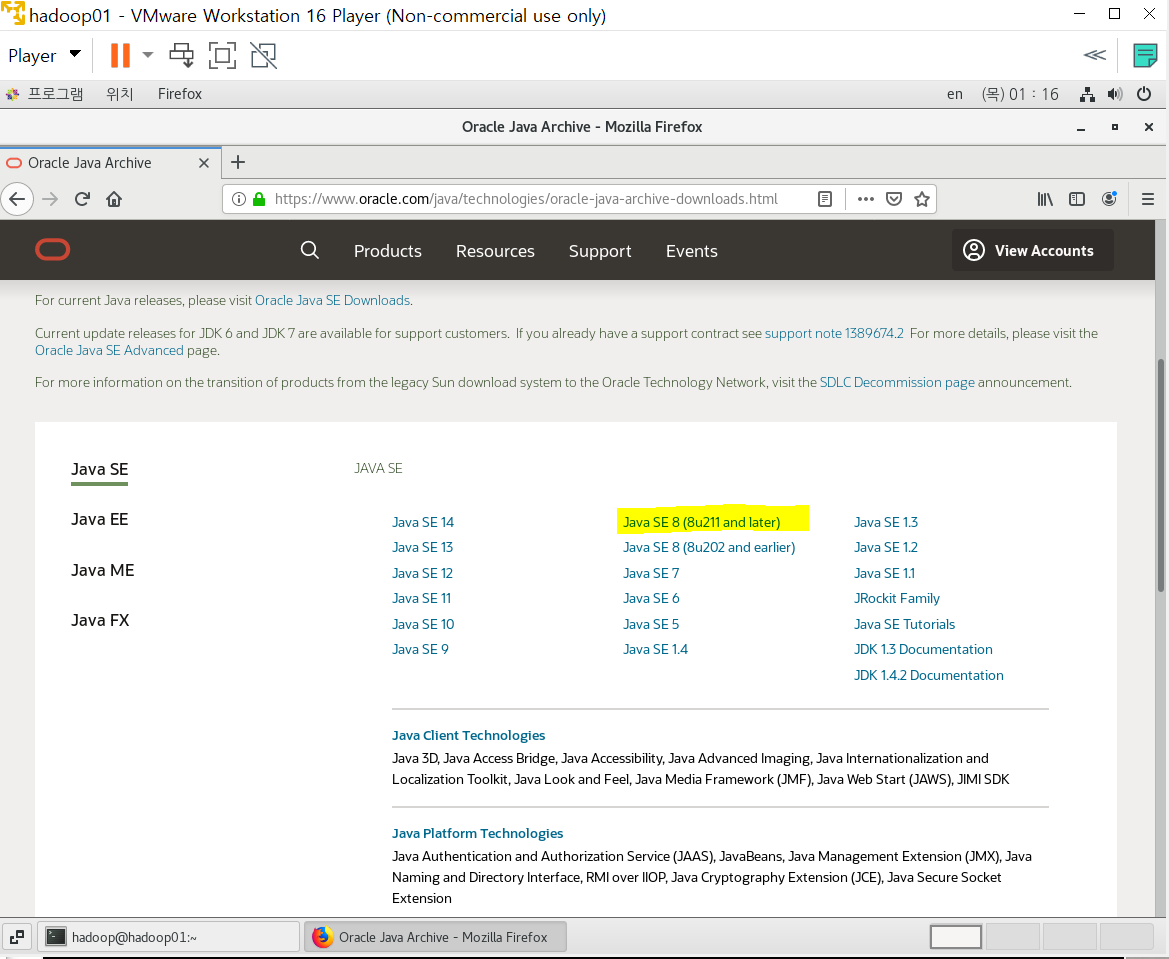 hadoop01 - VMware Workstation 16 Player (Non-commercial use only)
Player
프로그램 위치 Firefox en (목) 01 : 16
Oracle Java Archive - Mozilla Firefox
Oracle Java Archive
https://www.oracle.com/java/technologies/oracle-java-archive-downloads.html
Products Resources Support Events View Accounts
For current Java releases, please visit Oracle Java SE Downloads.
Current update releases for JDK 6 and JDK 7 are available for support customers. If you already have a support contract see support note 1389674.2 For more details, please visit the
Oracle Java SE Advanced page.
For more information on the transition of products from the legacy Sun download system to the Oracle Technology Network, visit the SDLC Decommission page announcement.
Java SE
Java EE
Java ME
Java FX
JAVA SE
Java SE 14
Java SE 13
Java SE 12
Java SE 11
Java SE 10
Java SE 9
Java SE 8 (8u211 and later)
Java SE 8 (8u202 and earlier)
Java SE 7
Java SE 6
Java SE 5
Java SE 1.4
Java SE 1.3
Java SE 1.2
Java SE 1.1
JRockit Family
Java SE Tutorials
JDK 1.3 Documentation
JDK 1.4.2 Documentation
Java Client Technologies
Java 3D, Java Access Bridge, Java Accessibility, Java Advanced Imaging, Java Internationalization and
Localization Toolkit, Java Look and Feel, Java Media Framework (JMF), Java Web Start (JAWS), JIMI SDK
Java Platform Technologies
Java Authentication and Authorization Service (JAAS), JavaBeans, Java Management Extension (JMX), Java
Naming and Directory Interface, RMI over IIOP, Java Cryptography Extension (JCE), Java Secure Socket
Extension
hadoop@hadoop01:~ Oracle Java Archive - Mozilla Firefox